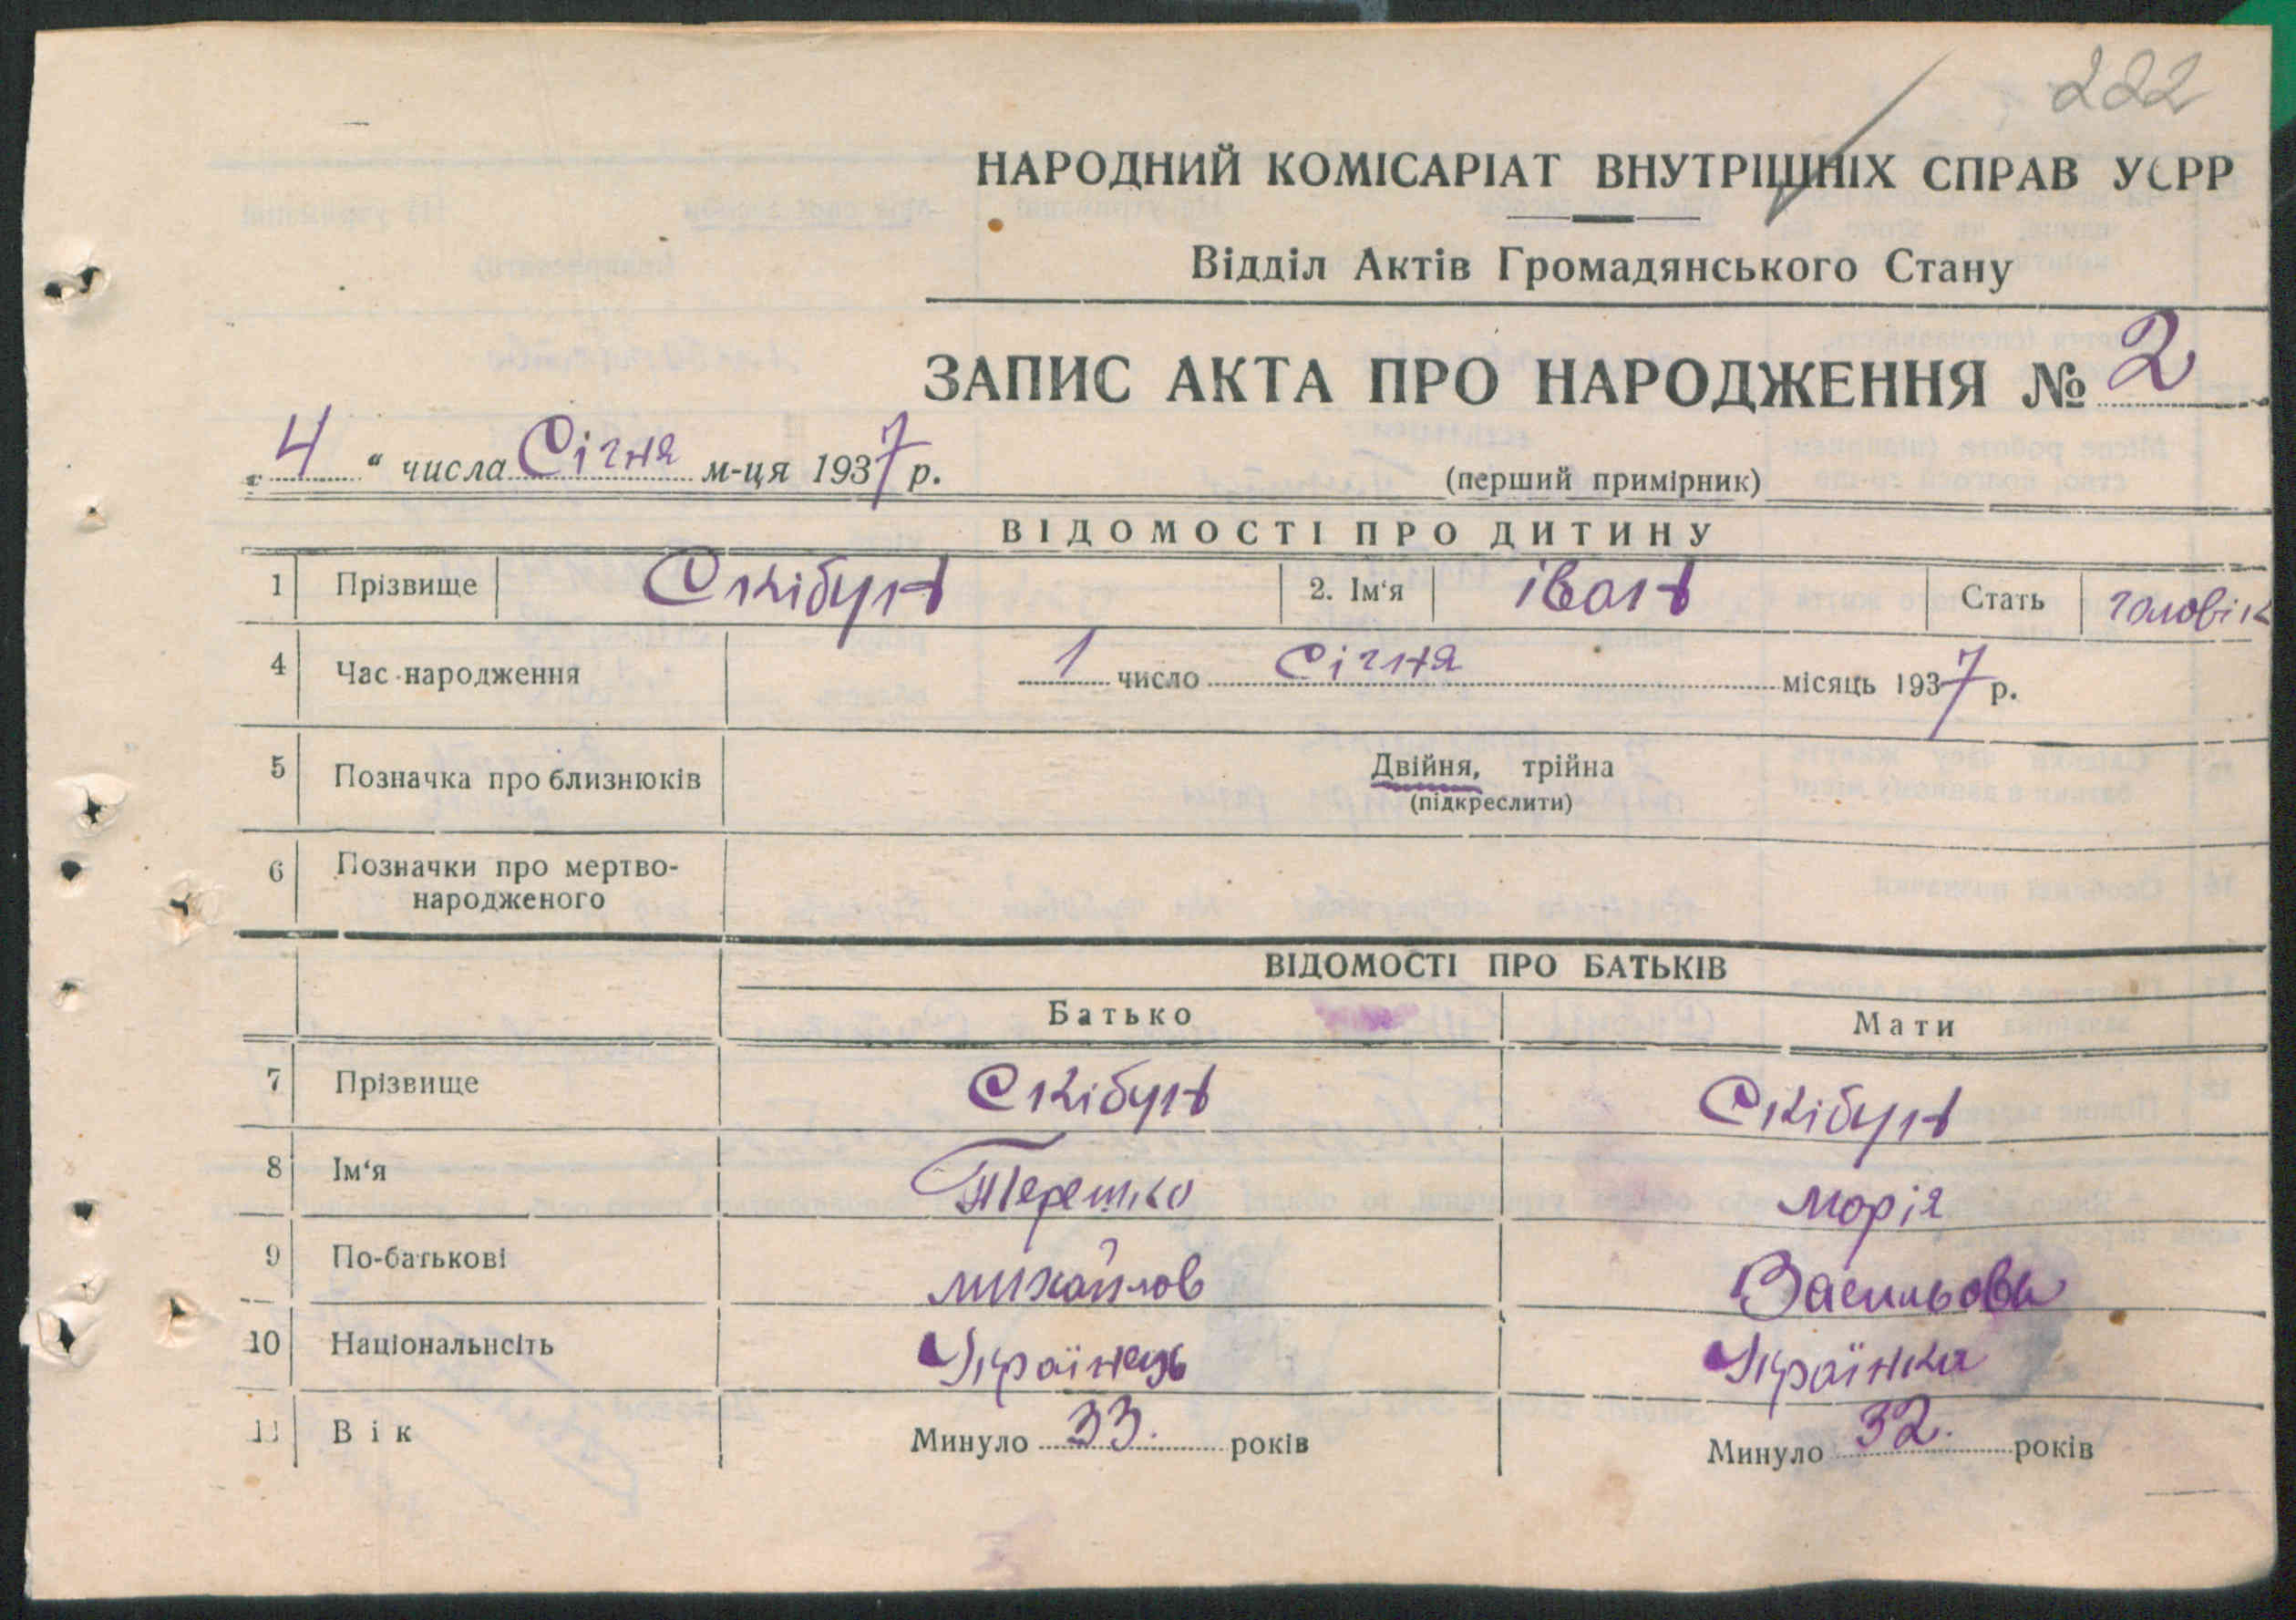 222
НАРОДНИЙ КОМІСАРІАТ ВНУТРІШНІХ СПРАВ УСРР
Відділ Актів Громадянського Стану
ЗАПИС АКТА ПРО НАРОДЖЕННЯ № 2
„4“ числа Січня м-ця 1937 р.
(перший примірник)
ВІДОМОСТІ ПРО ДИТИНУ
1 Прізвище Скібун 2. Ім‘я іван Стать чоловік
4 Час народження 1 число Січня місяць 1937 р.
5 Позначка про близнюків Двійня, трійна
(підкреслити)
6 Позначки про мертво-
народженого
ВІДОМОСТІ ПРО БАТЬКІВ
Батько Мати
7 Прізвище Скібун Скібун
8 Ім‘я Терешко Марія
9 По-батькові михайлов Васильовн
10 Національнсіть Українець Українка
11 Вік Минуло 33. років Минуло 32. років